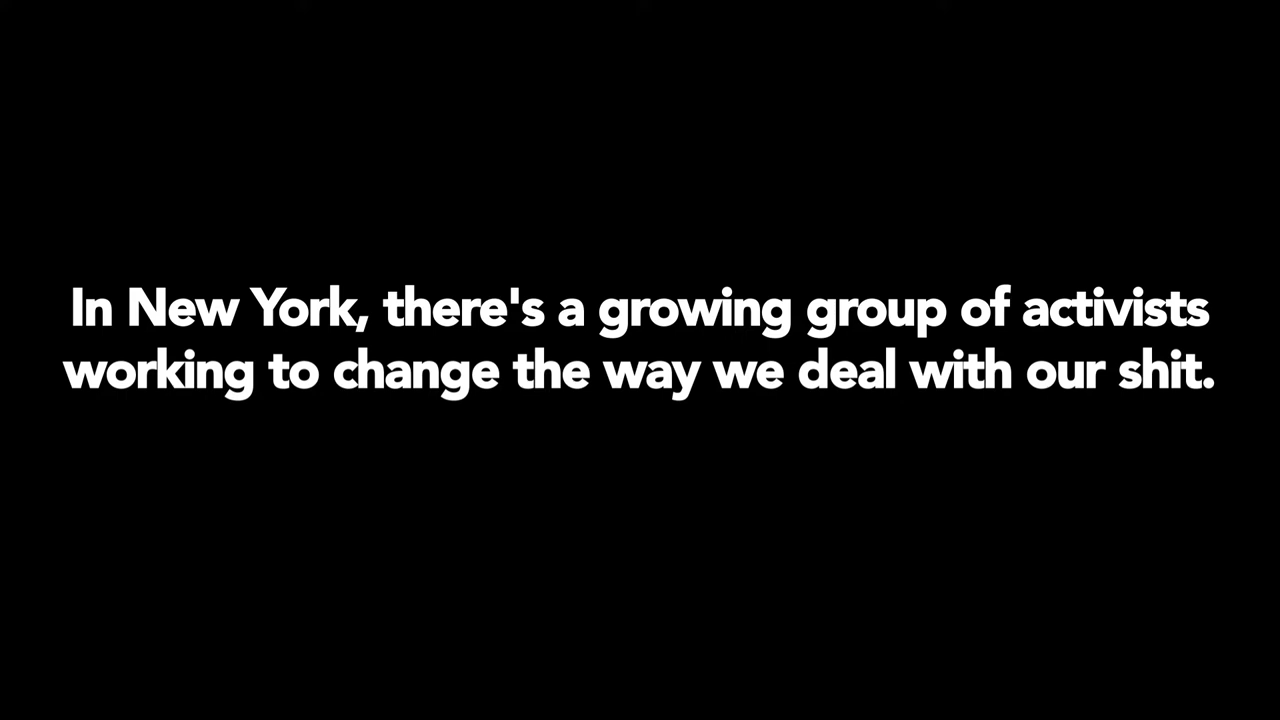 In New York, there's a growing group of activists
working to change the way we deal with our shit.